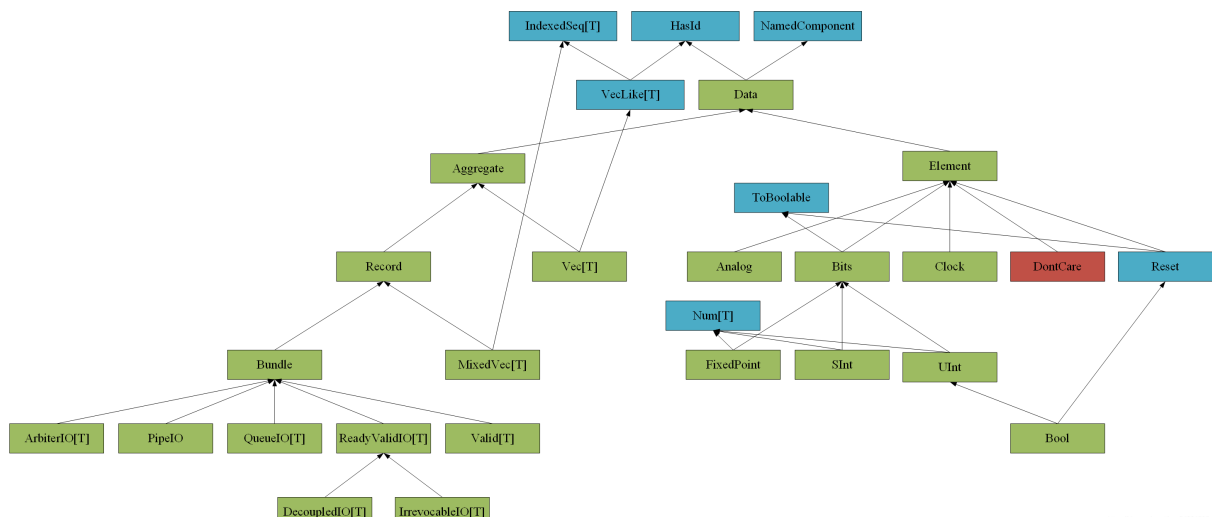 IndexedSeq[T]
HasId
NamedComponent
VecLike[T]
Data
Aggregate
Element
ToBoolable
Record
Vec[T]
Analog
Bits
Clock
DontCare
Reset
Num[T]
Bundle
MixedVec[T]
FixedPoint
SInt
UInt
ArbiterIO[T]
PipeIO
QueueIO[T]
ReadyValidIO[T]
Valid[T]
Bool
DecoupledIO[T]
IrrevocableIO[T]